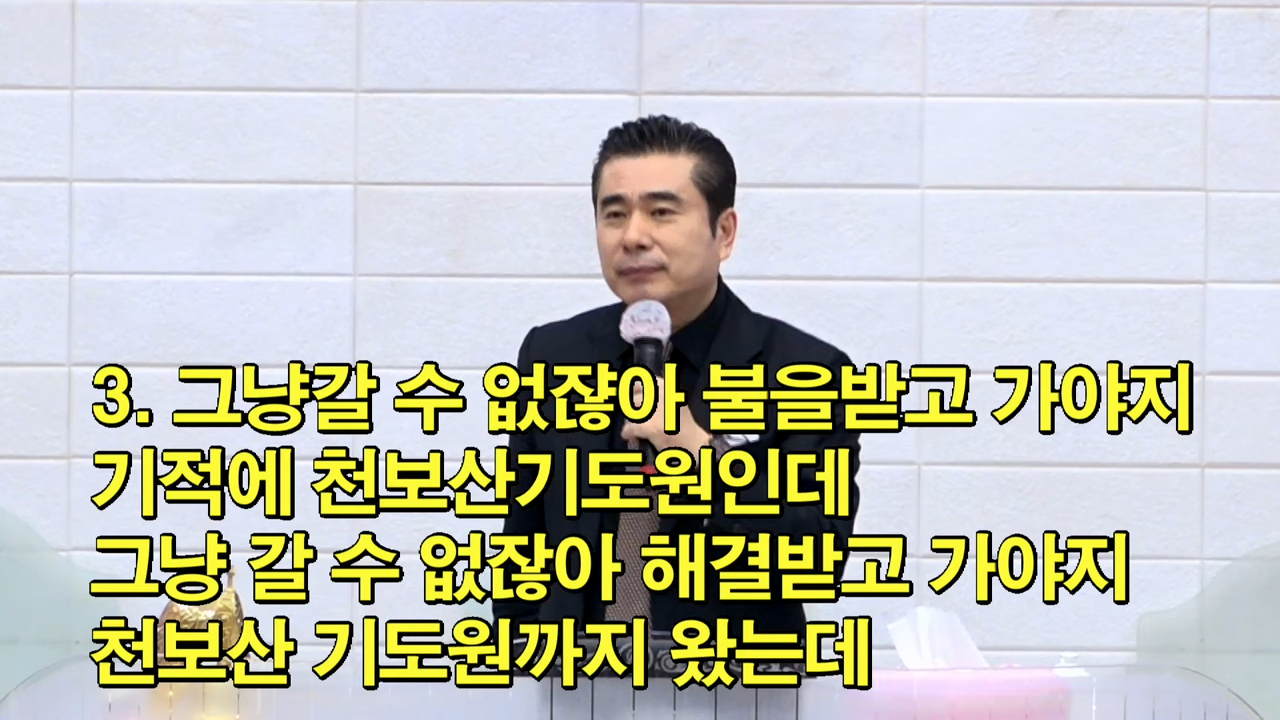 3. 그냥갈 수 없쟎아 불을받고 가야지
기적에 천보산기도원인데
그냥 갈 수 없잖아 해결받고 가야지
천보산 기도원까지 왔는데